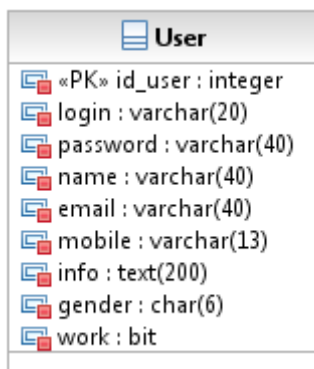 User
«PK» id_user : integer
login : varchar(20)
password : varchar(40)
name : varchar(40)
email : varchar(40)
mobile : varchar(13)
info : text(200)
gender : char(6)
work : bit